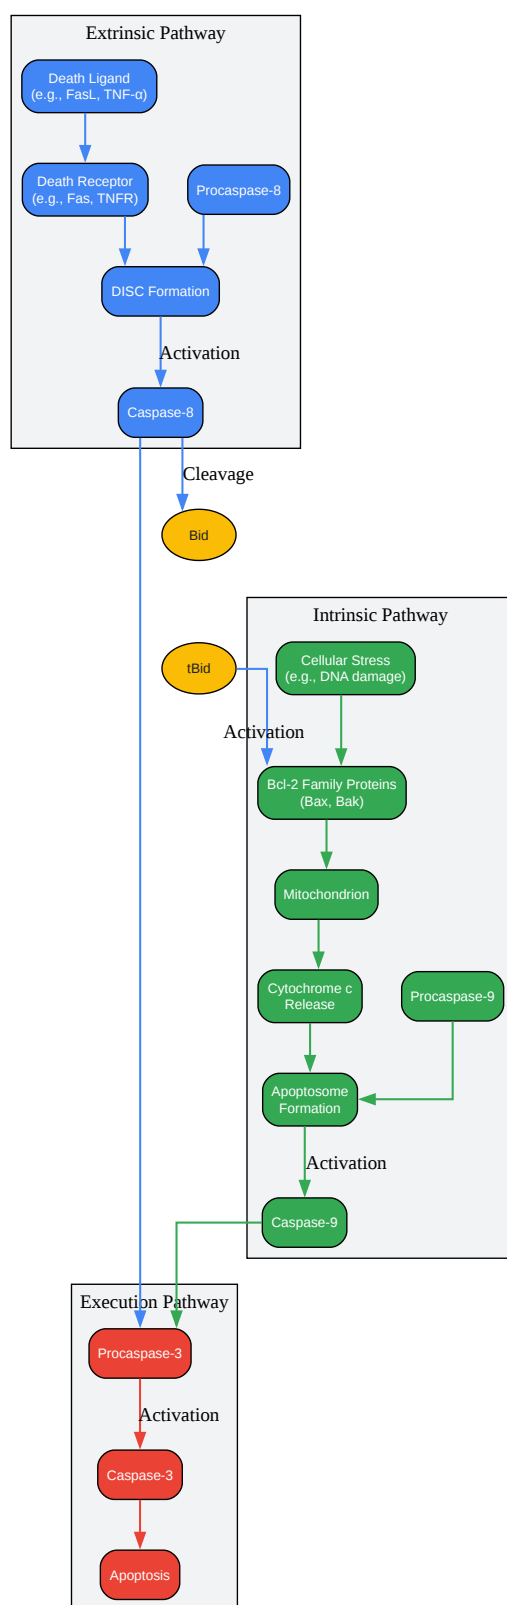 Extrinsic Pathway
Death Ligand
(e.g., FasL, TNF-α)
Death Receptor
(e.g., Fas, TNFR)
Procaspase-8
DISC Formation
Activation
Caspase-8
Cleavage
Bid
Intrinsic Pathway
tBid
Cellular Stress
(e.g., DNA damage)
Activation
Bcl-2 Family Proteins
(Bax, Bak)
Mitochondrion
Cytochrome c
Release
Procaspase-9
Apoptosome
Formation
Activation
Caspase-9
Execution Pathway
Procaspase-3
Activation
Caspase-3
Apoptosis